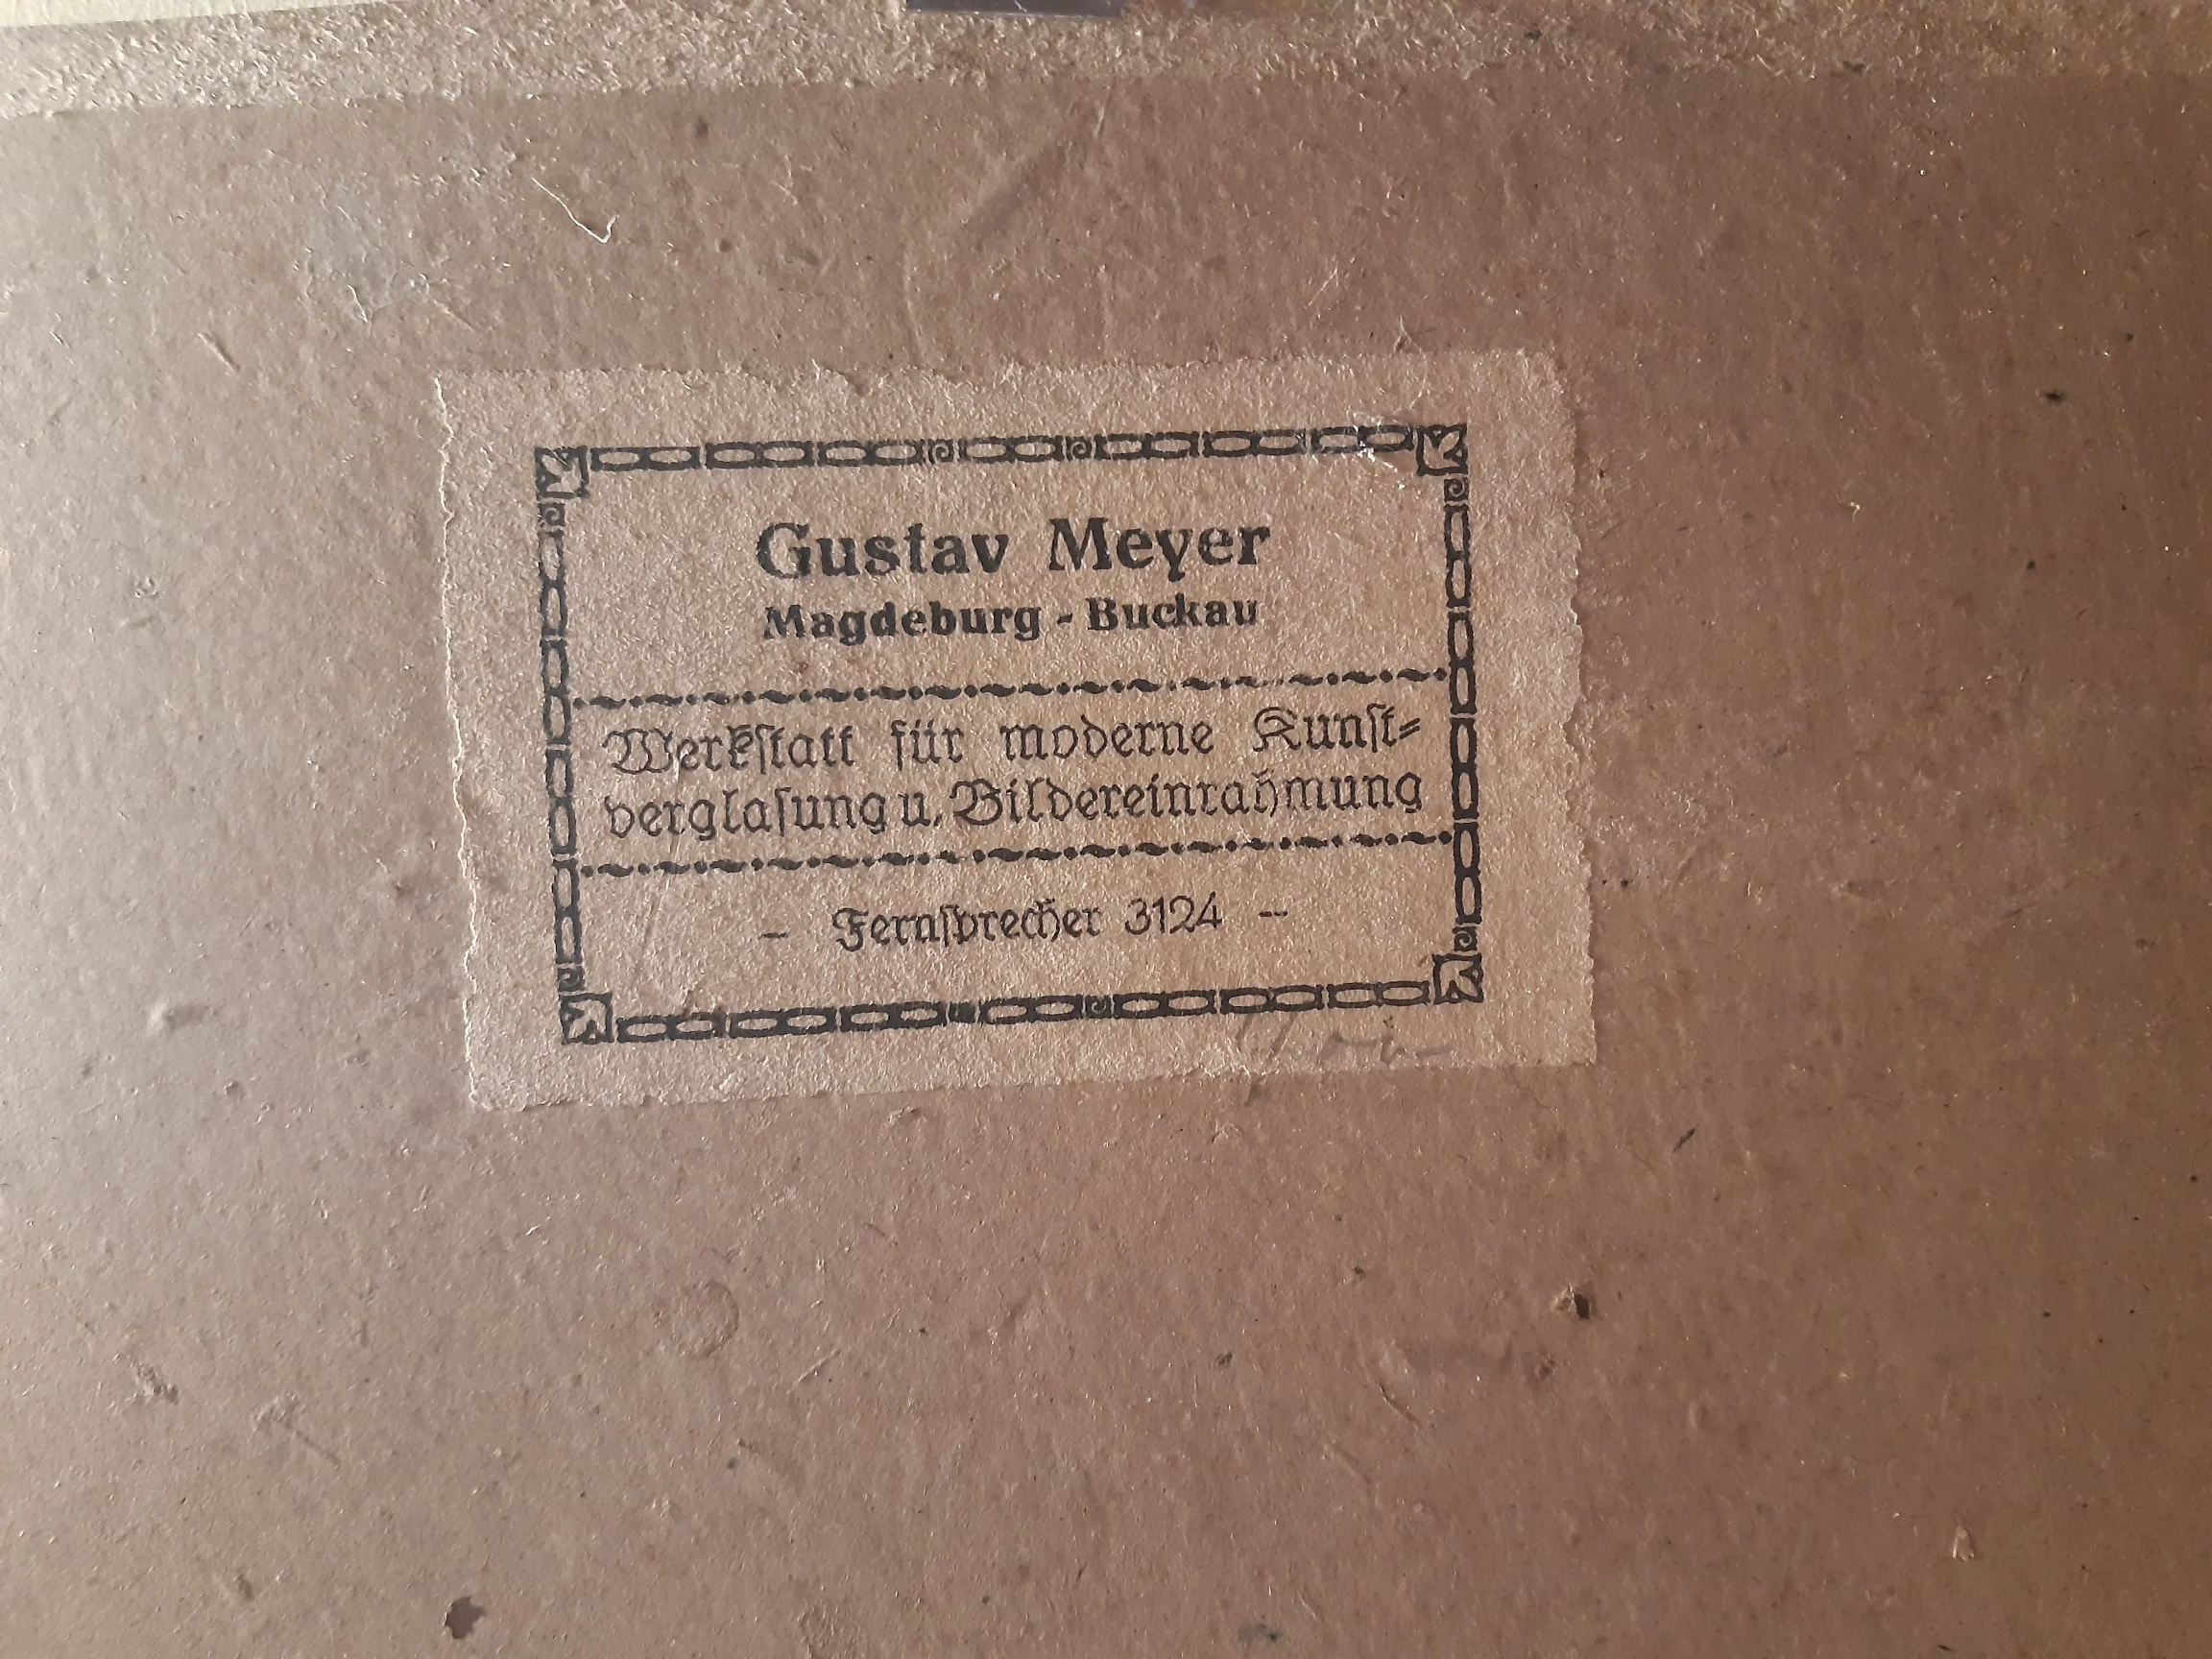 Gustav Meyer
Magdeburg - Buckau
Werkſtatt für moderne Kunſt⸗
verglaſung u. Bildereinrahmung
– Fernſprecher 3124 –